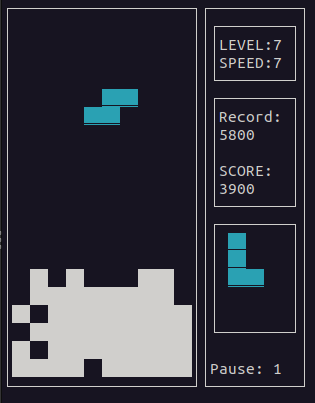 LEVEL:7
SPEED:7
Record:
5800
SCORE:
3900
Pause: 1